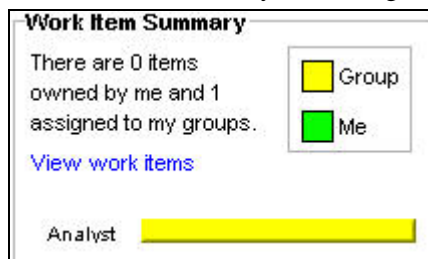 Work Item Summary
There are 0 items
owned by me and 1
assigned to my groups.
View work items
Group
Me
Analyst